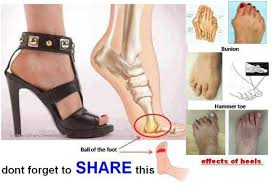 Bunion
Hammer toe
Ball of the foot
effects of heels
dont forget to SHARE this